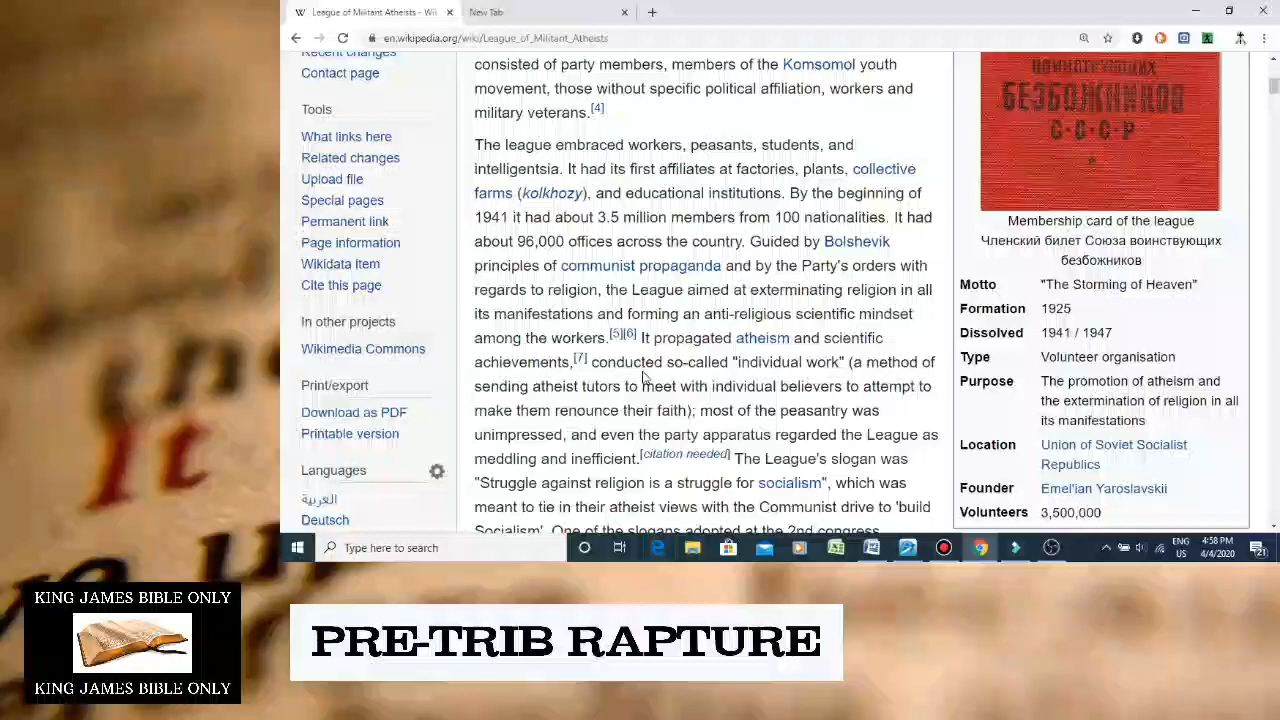 League of Militant Atheists - Wi
New Tab
en.wikipedia.org/wiki/League_of_Militant_Atheists
Recent changes
Contact page
Tools
What links here
Related changes
Upload file
Special pages
Permanent link
Page information
Wikidata item
Cite this page
In other projects
Wikimedia Commons
Print/export
Download as PDF
Printable version
Languages
العربية
Deutsch
consisted of party members, members of the Komsomol youth
movement, those without specific political affiliation, workers and
military veterans.[4]
The league embraced workers, peasants, students, and
intelligentsia. It had its first affiliates at factories, plants, collective
farms (kolkhozy), and educational institutions. By the beginning of
1941 it had about 3.5 million members from 100 nationalities. It had
about 96,000 offices across the country. Guided by Bolshevik
principles of communist propaganda and by the Party's orders with
regards to religion, the League aimed at exterminating religion in all
its manifestations and forming an anti-religious scientific mindset
among the workers.[5][6] It propagated atheism and scientific
achievements,[7] conducted so-called "individual work" (a method of
sending atheist tutors to meet with individual believers to attempt to
make them renounce their faith); most of the peasantry was
unimpressed, and even the party apparatus regarded the League as
meddling and inefficient.[citation needed] The League's slogan was
"Struggle against religion is a struggle for socialism", which was
meant to tie in their atheist views with the Communist drive to 'build
Socialism'. One of the slogans adopted at the 2nd congress
ВОИНСТВУЮЩИХ
БЕЗБОЖНИКОВ
С·С·С·Р
Membership card of the league
Членский билет Союза воинствующих
безбожников
Motto "The Storming of Heaven"
Formation 1925
Dissolved 1941 / 1947
Type Volunteer organisation
Purpose The promotion of atheism and
the extermination of religion in all
its manifestations
Location Union of Soviet Socialist
Republics
Founder Emel'ian Yaroslavskii
Volunteers 3,500,000
Type here to search
ENG
US
4:58 PM
4/4/2020
21
It
KING JAMES BIBLE ONLY
KING JAMES BIBLE ONLY
PRE-TRIB RAPTURE